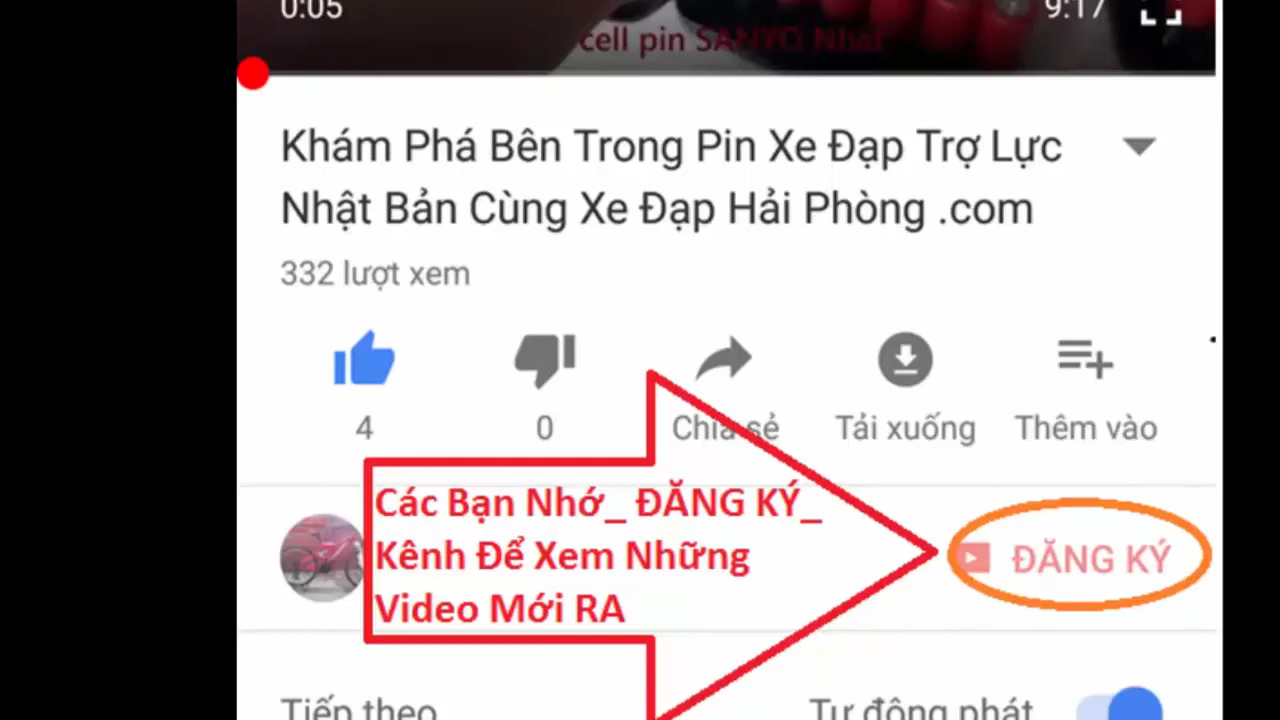 0:05
9:17
cell pin SANYO Nhật
Khám Phá Bên Trong Pin Xe Đạp Trợ Lực
Nhật Bản Cùng Xe Đạp Hải Phòng .com
332 lượt xem
4
0
Chia sẻ
Tải xuống
Thêm vào
Các Bạn Nhớ_ ĐĂNG KÝ_
Kênh Để Xem Những
Video Mới RA
ĐĂNG KÝ
Tiếp theo
Tự động phát